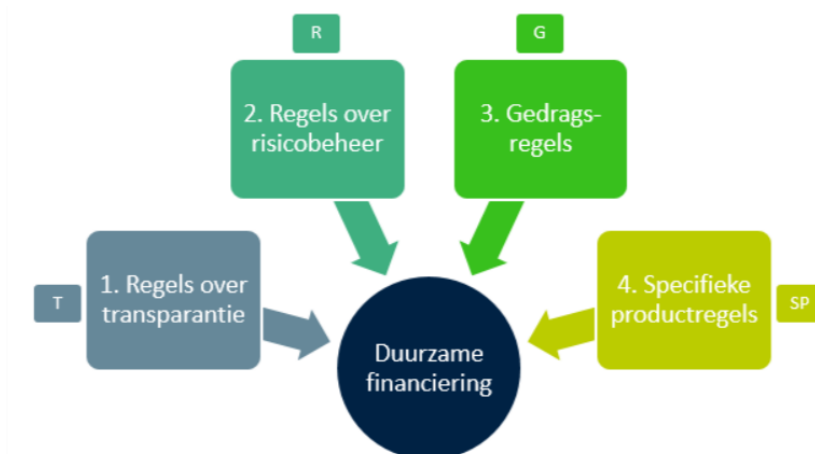 R
G
2. Regels over
risicobeheer
3. Gedrags-
regels
T
1. Regels over
transparantie
4. Specifieke
productregels
SP
Duurzame
financiering